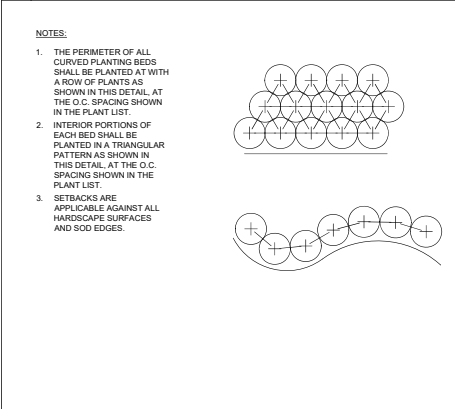 NOTES:
1. THE PERIMETER OF ALL
CURVED PLANTING BEDS
SHALL BE PLANTED AT WITH
A ROW OF PLANTS AS
SHOWN IN THIS DETAIL, AT
THE O.C. SPACING SHOWN
IN THE PLANT LIST.
2. INTERIOR PORTIONS OF
EACH BED SHALL BE
PLANTED IN A TRIANGULAR
PATTERN AS SHOWN IN
THIS DETAIL, AT THE O.C.
SPACING SHOWN IN THE
PLANT LIST.
3. SETBACKS ARE
APPLICABLE AGAINST ALL
HARDSCAPE SURFACES
AND SOD EDGES.